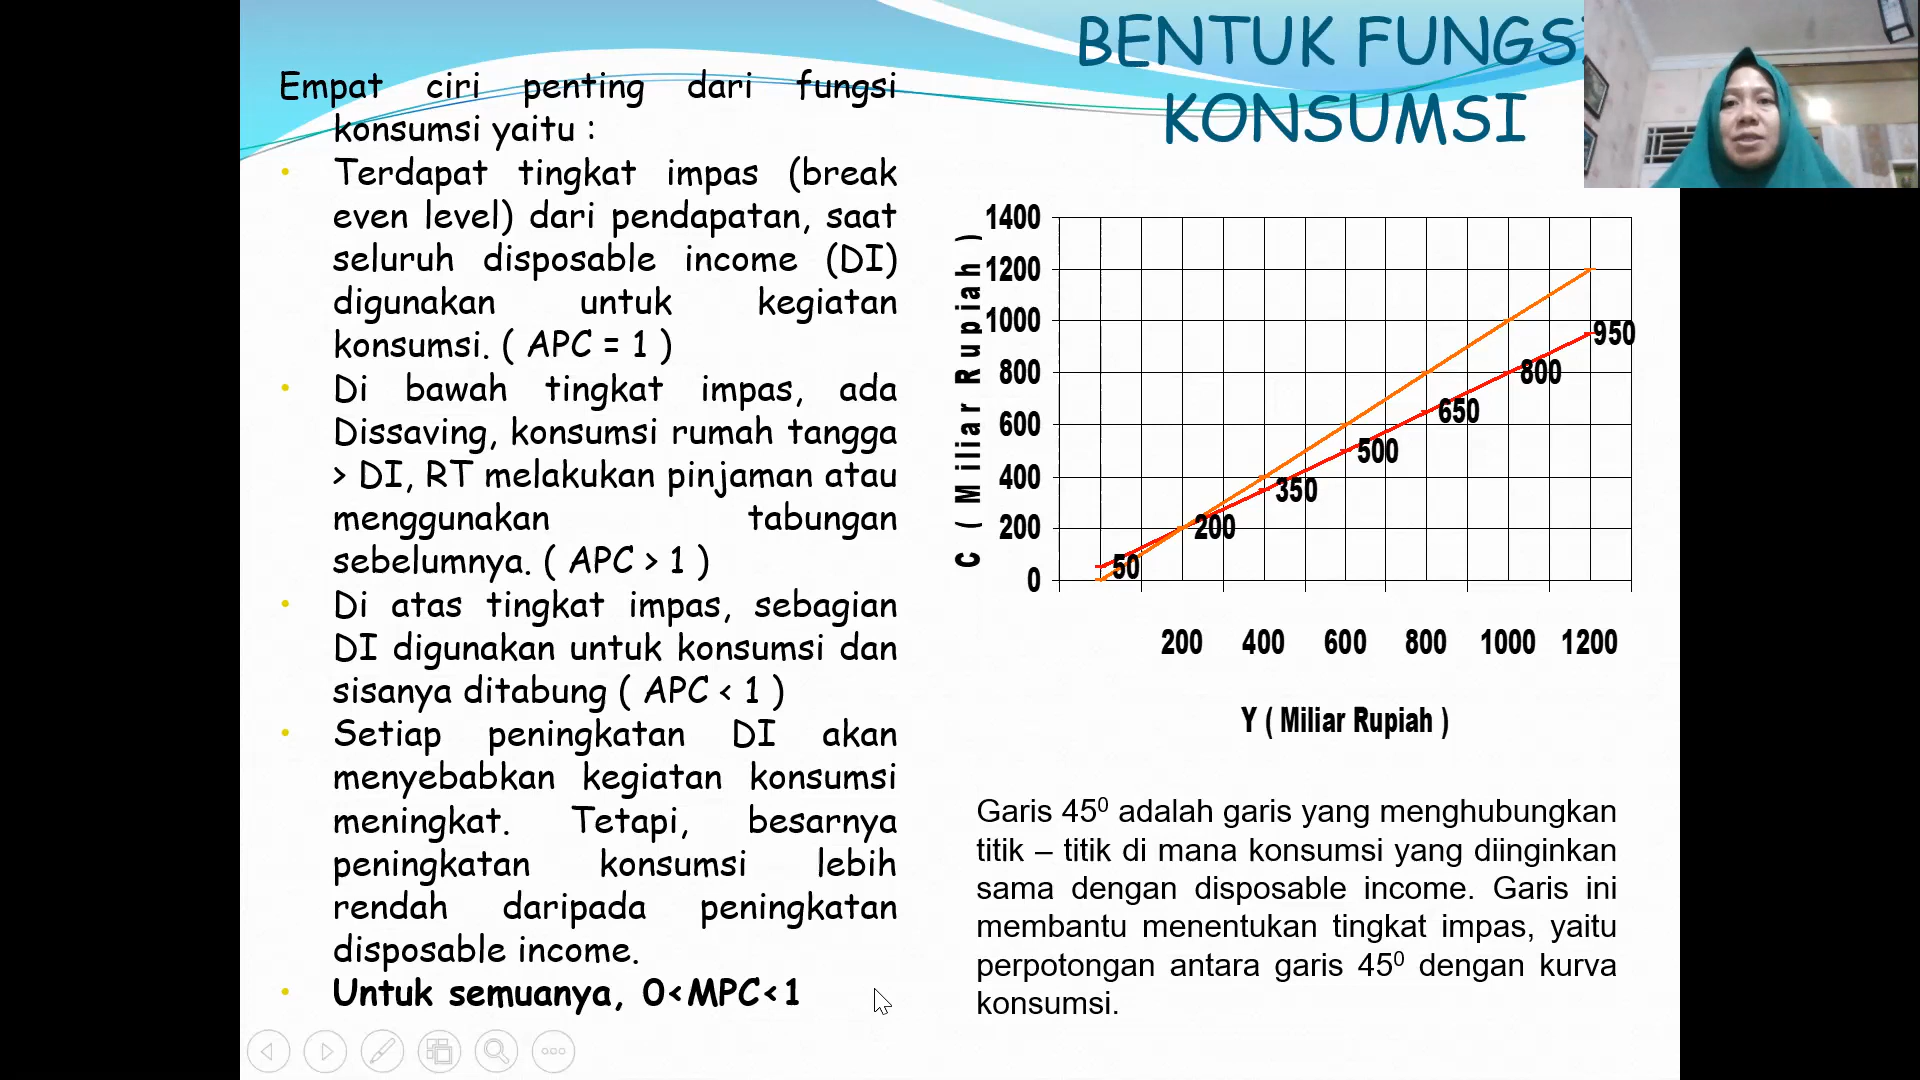 BENTUK FUNGS
KONSUMSI
Empat ciri penting dari fungsi
konsumsi yaitu :
• Terdapat tingkat impas (break
even level) dari pendapatan, saat
seluruh disposable income (DI)
digunakan untuk kegiatan
konsumsi. ( APC = 1 )
• Di bawah tingkat impas, ada
Dissaving, konsumsi rumah tangga
> DI, RT melakukan pinjaman atau
menggunakan tabungan
sebelumnya. ( APC > 1 )
• Di atas tingkat impas, sebagian
DI digunakan untuk konsumsi dan
sisanya ditabung ( APC < 1 )
• Setiap peningkatan DI akan
menyebabkan kegiatan konsumsi
meningkat. Tetapi, besarnya
peningkatan konsumsi lebih
rendah daripada peningkatan
disposable income.
• Untuk semuanya, 0<MPC<1
C ( Miliar Rupiah )
1400
1200
1000
800
600
400
200
0
50
200
350
500
650
800
950
200 400 600 800 1000 1200
Y ( Miliar Rupiah )
Garis 45⁰ adalah garis yang menghubungkan
titik – titik di mana konsumsi yang diinginkan
sama dengan disposable income. Garis ini
membantu menentukan tingkat impas, yaitu
perpotongan antara garis 45⁰ dengan kurva
konsumsi.